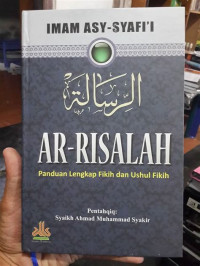 IMAM ASY-SYAFI'I
الرسالة
AR-RISALAH
Panduan Lengkap Fikih dan Ushul Fikih
Pentahqiq:
Syaikh Ahmad Muhammad Syakir